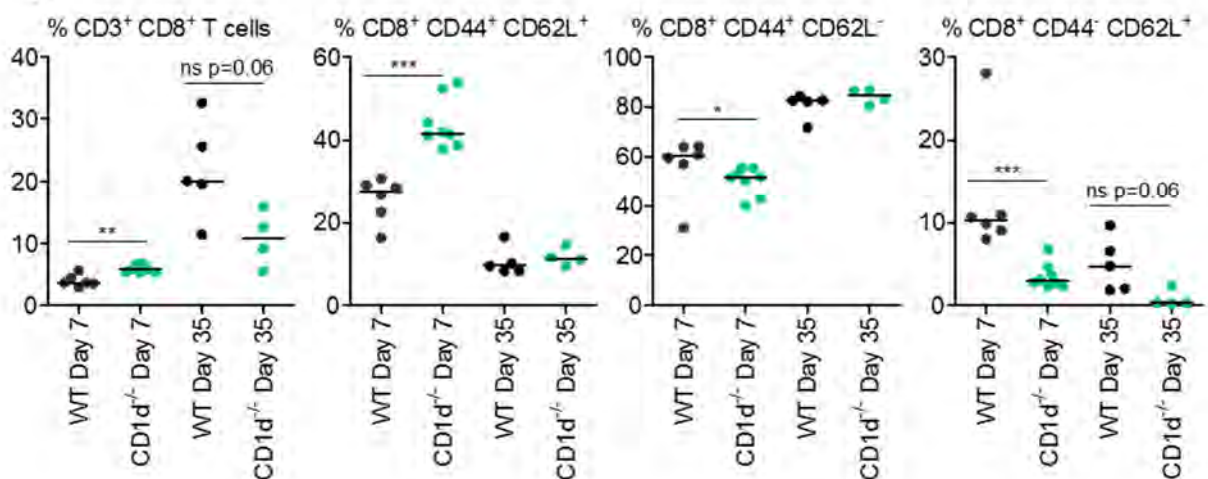 % CD3⁺ CD8⁺ T cells
40
30
20
10
0
**
ns p=0.06
WT Day 7
CD1d⁻/⁻ Day 7
WT Day 35
CD1d⁻/⁻ Day 35
% CD8⁺ CD44⁺ CD62L⁺
60
40
20
0
***
WT Day 7
CD1d⁻/⁻ Day 7
WT Day 35
CD1d⁻/⁻ Day 35
% CD8⁺ CD44⁺ CD62L⁻
100
80
60
40
20
0
*
WT Day 7
CD1d⁻/⁻ Day 7
WT Day 35
CD1d⁻/⁻ Day 35
% CD8⁺ CD44⁻ CD62L⁺
30
20
10
0
***
ns p=0.06
WT Day 7
CD1d⁻/⁻ Day 7
WT Day 35
CD1d⁻/⁻ Day 35